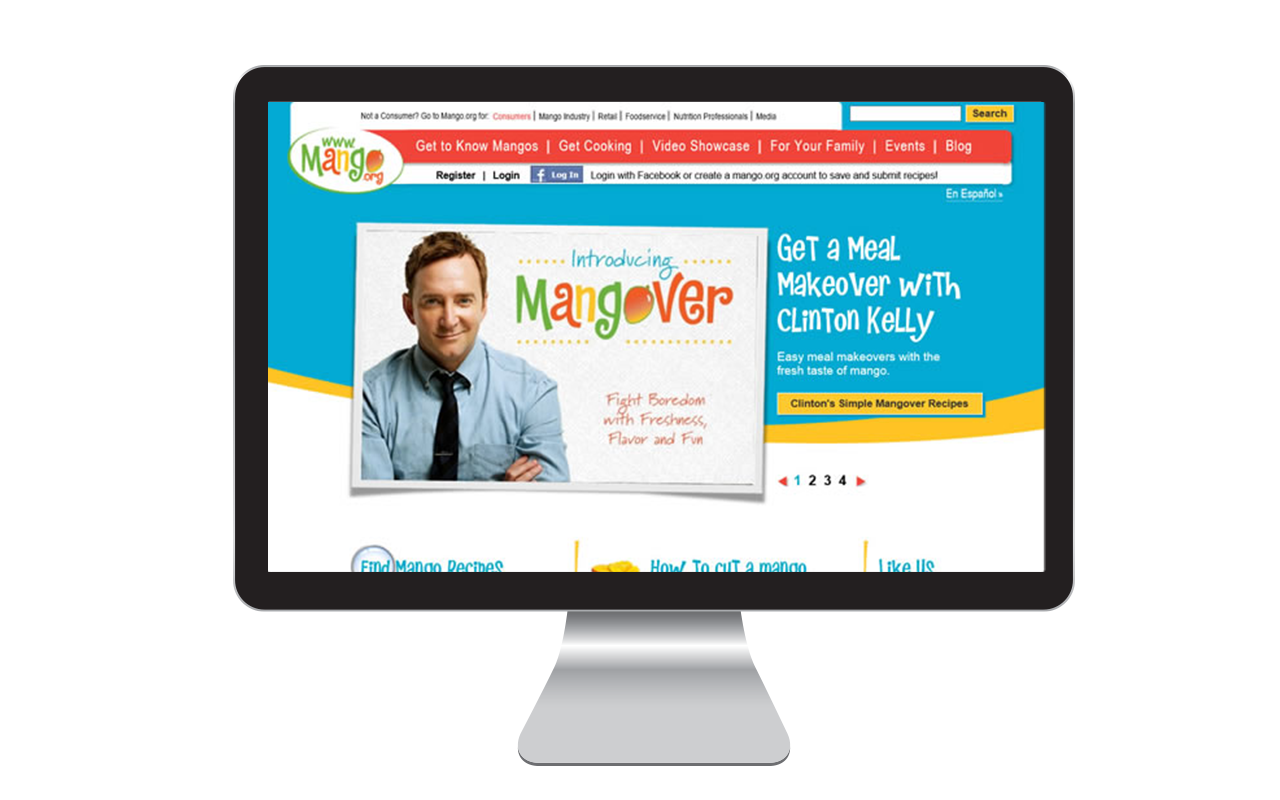 Not a Consumer? Go to Mango.org for: Consumers | Mango Industry | Retail | Foodservice | Nutrition Professionals | Media
Search
www.
Mango
.org
Get to Know Mangos | Get Cooking | Video Showcase | For Your Family | Events | Blog
Register | Login
f Log In
Login with Facebook or create a mango.org account to save and submit recipes!
En Español »
Introducing
Mangover
Fight Boredom
with Freshness,
Flavor and Fun
Get a Meal
Makeover with
Clinton Kelly
Easy meal makeovers with the
fresh taste of mango.
Clinton's Simple Mangover Recipes
1 2 3 4
Find Mango Recipes
How to cut a mango
Like Us